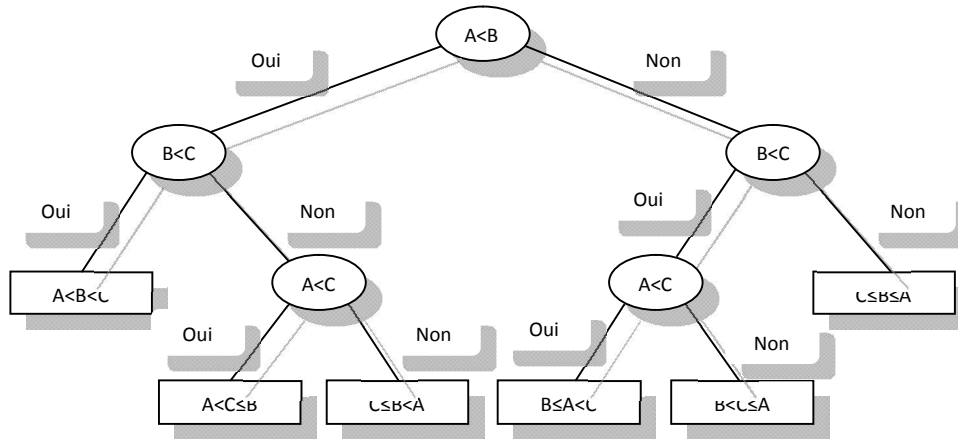 A<B
Oui
Non
B<C
B<C
Oui
Non
Oui
Non
A<B<C
A<C
A<C
C≤B≤A
Oui
Non
Oui
Non
A<C≤B
C≤B<A
B≤A<C
B<C≤A